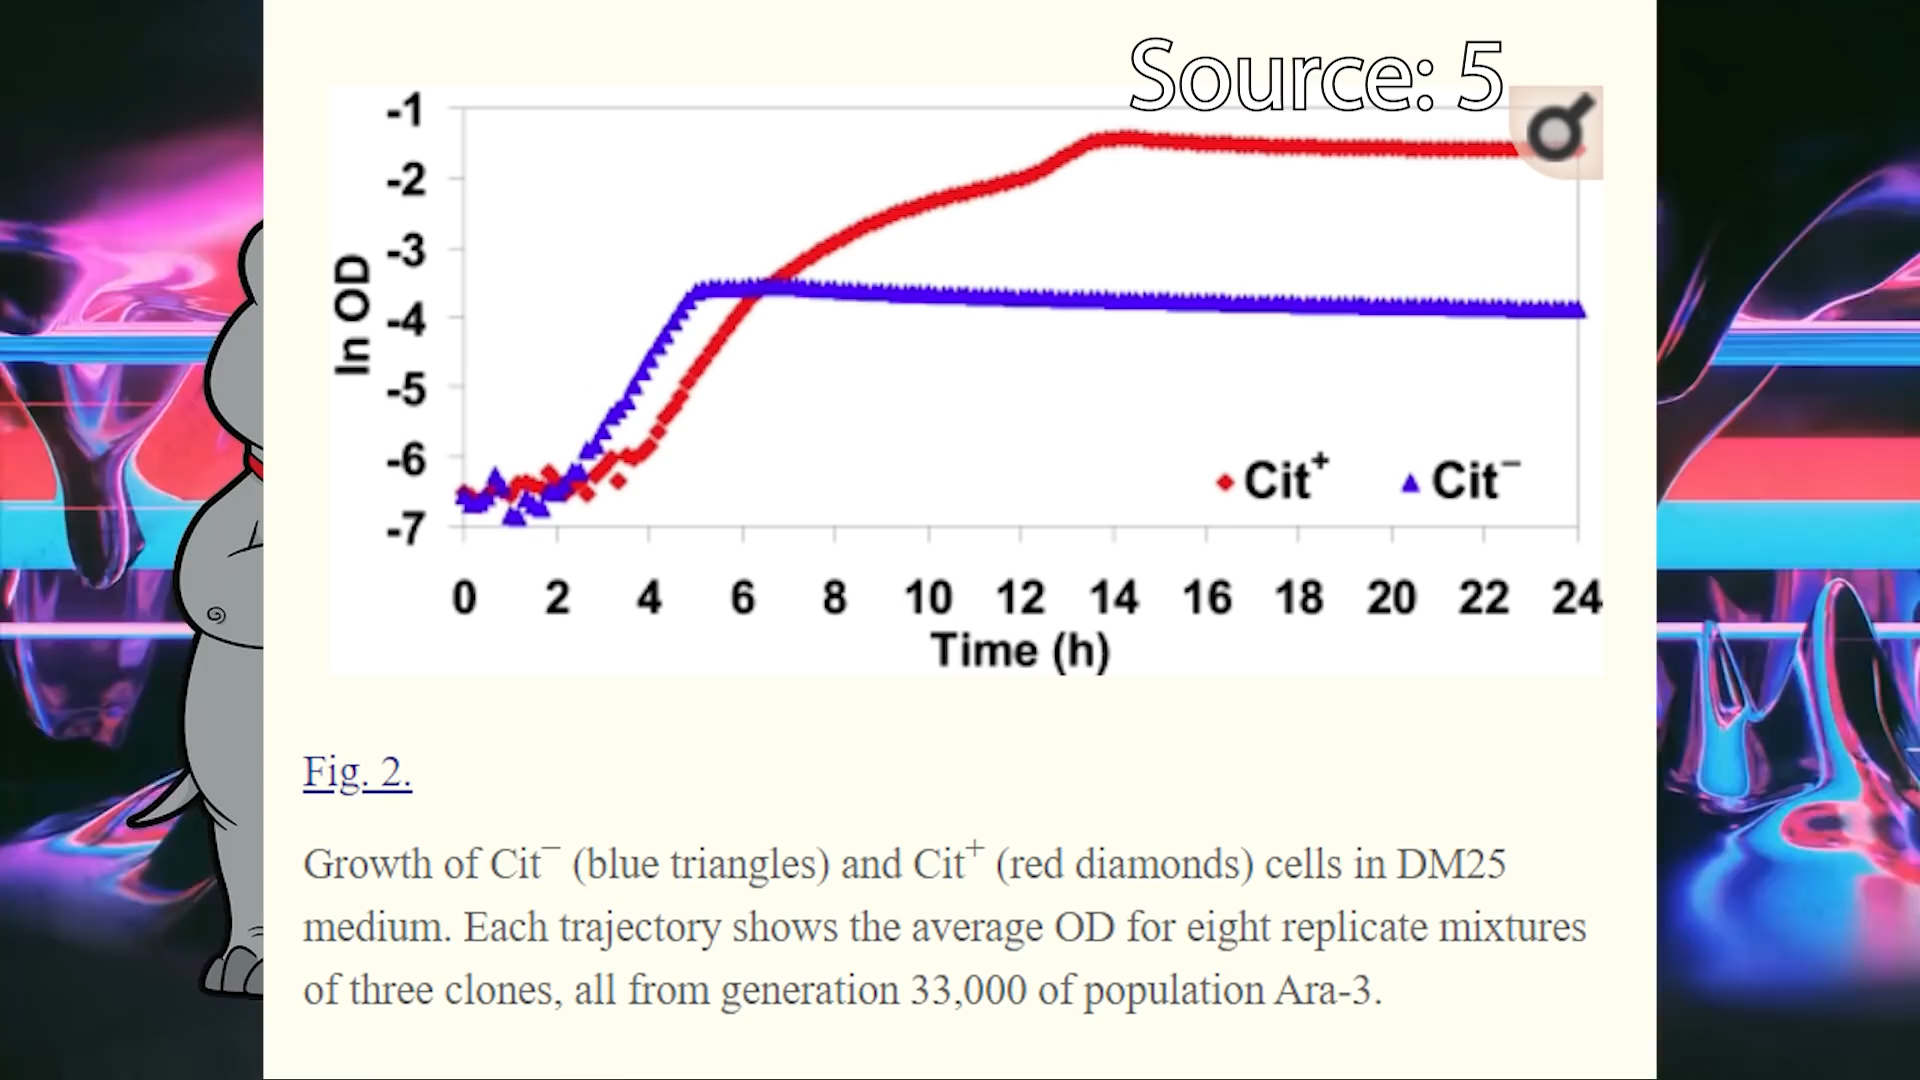 Source: 5
-1
-2
-3
-4
-5
-6
-7
ln OD
Cit⁺ Cit⁻
0 2 4 6 8 10 12 14 16 18 20 22 24
Time (h)
Fig. 2.
Growth of Cit⁻ (blue triangles) and Cit⁺ (red diamonds) cells in DM25
medium. Each trajectory shows the average OD for eight replicate mixtures
of three clones, all from generation 33,000 of population Ara-3.